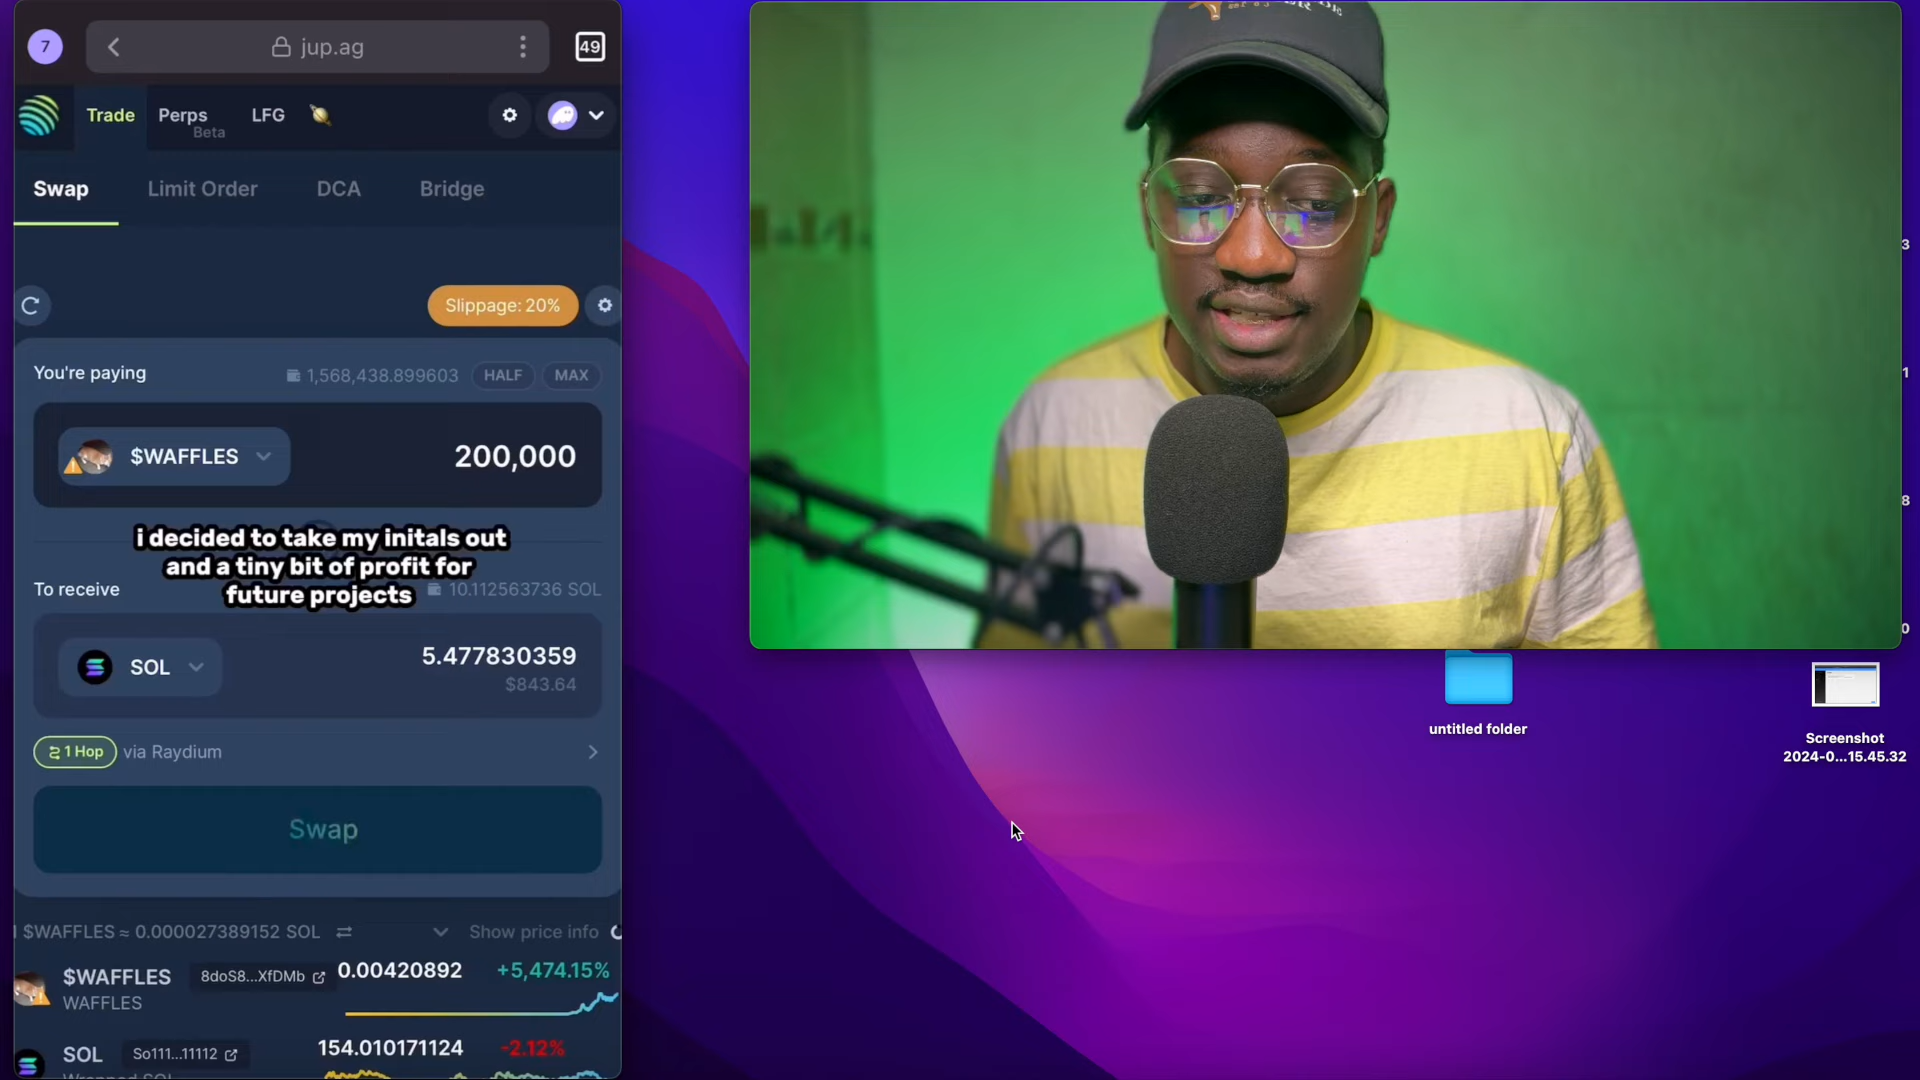 7
jup.ag
49
Trade
Perps
Beta
LFG
Swap
Limit Order
DCA
Bridge
Slippage: 20%
You're paying
1,568,438.899603
HALF
MAX
$WAFFLES
200,000
i decided to take my initals out
and a tiny bit of profit for
future projects
To receive
10.112563736 SOL
SOL
5.477830359
$843.64
1 Hop
via Raydium
Swap
$WAFFLES ≈ 0.000027389152 SOL
Show price info
$WAFFLES
8doS8...XfDMb
0.00420892
+5,474.15%
WAFFLES
SOL
So111...11112
154.010171124
-2.12%
3
1
8
0
untitled folder
Screenshot
2024-0...15.45.32